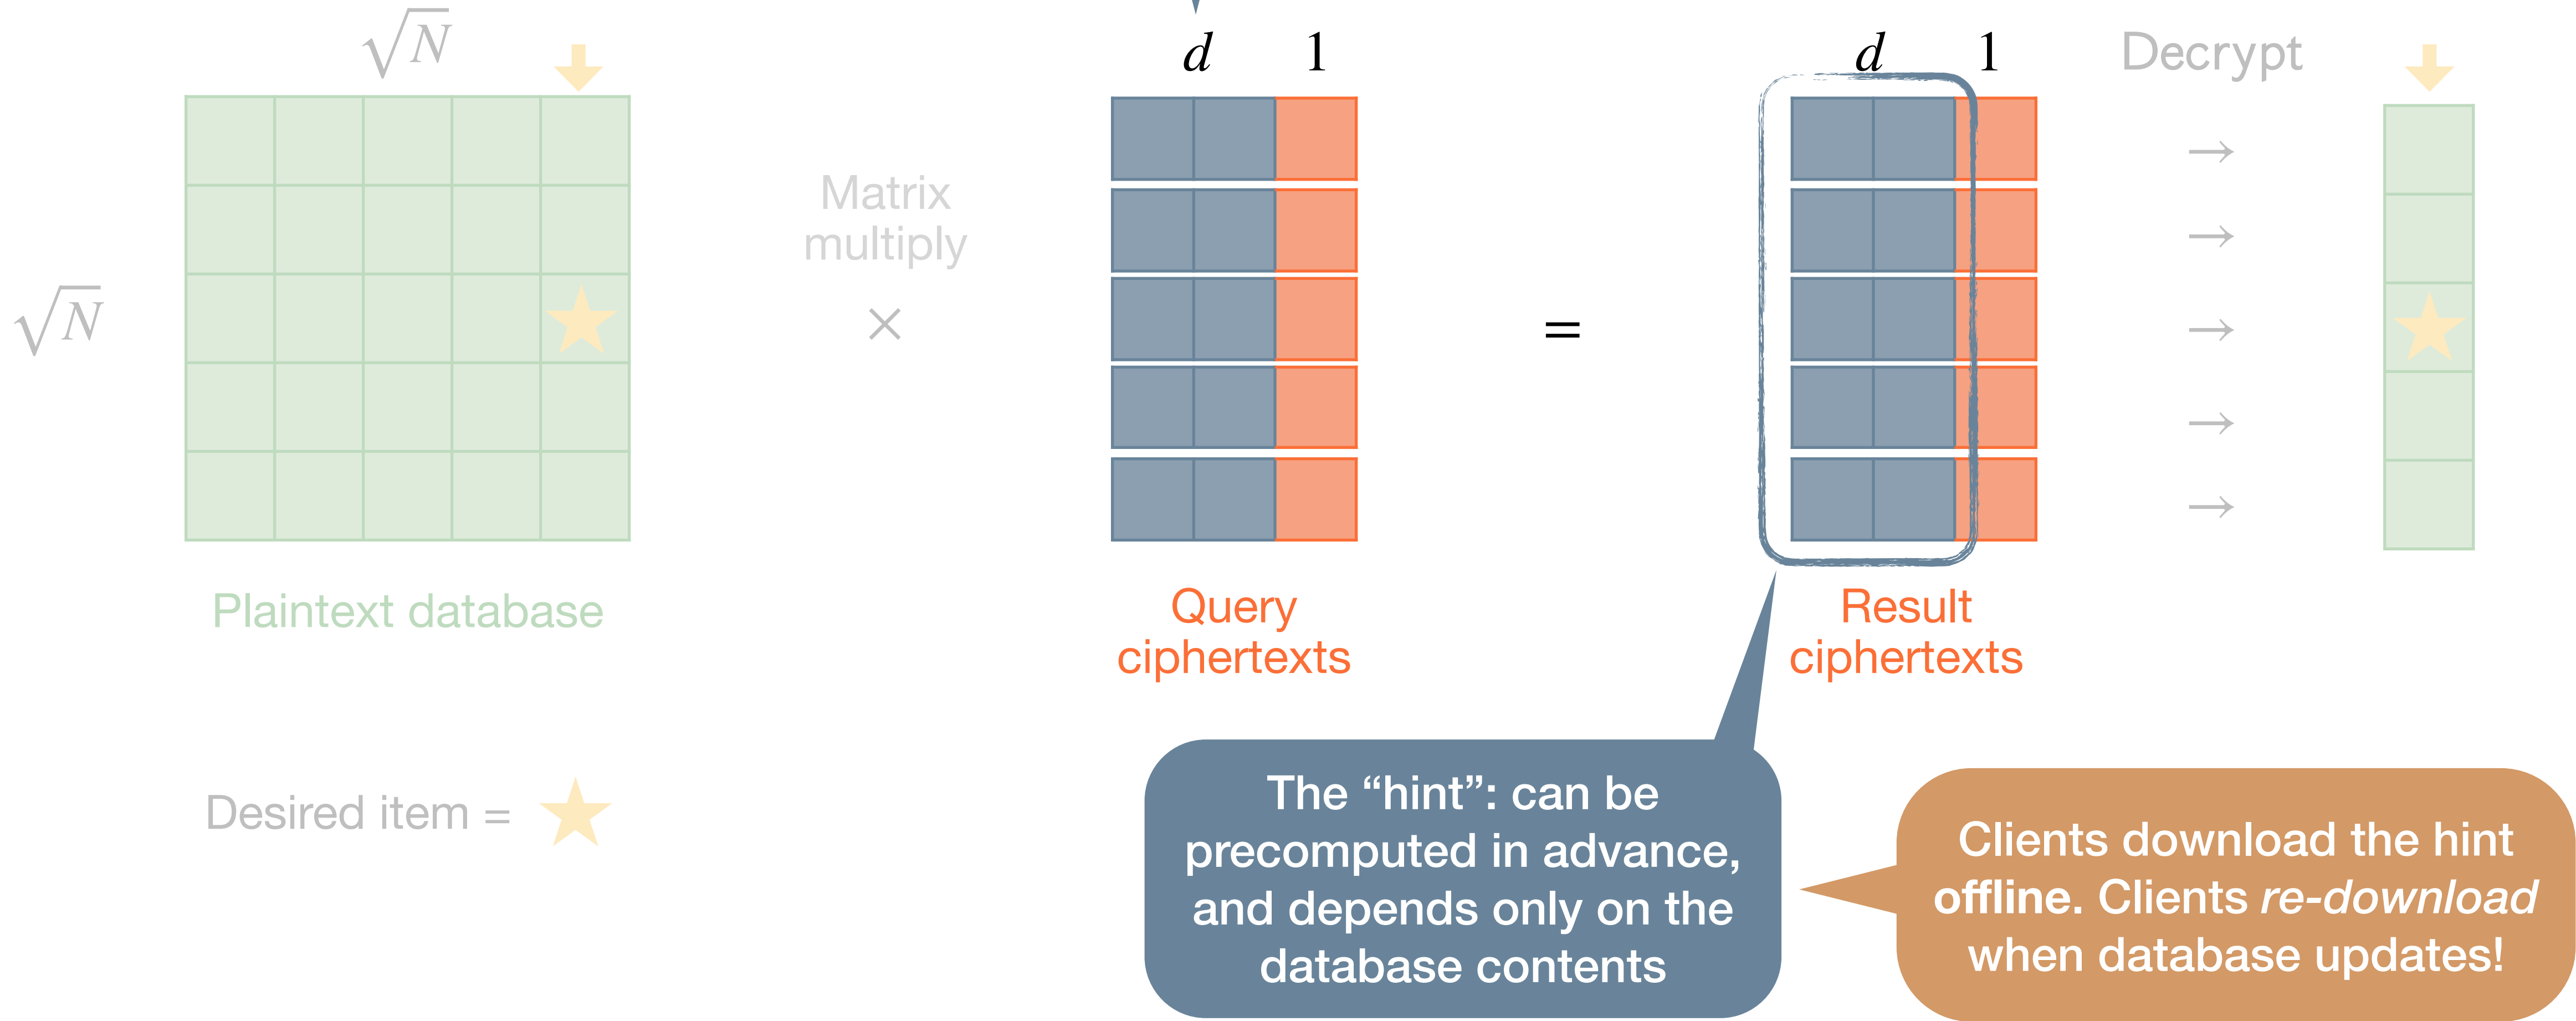 √N
d 1
d 1
Decrypt
→
→
→
→
→
√N
Matrix
multiply
×
=
Plaintext database
Query
ciphertexts
Result
ciphertexts
Desired item =
The “hint”: can be
precomputed in advance,
and depends only on the
database contents
Clients download the hint
offline. Clients re-download
when database updates!